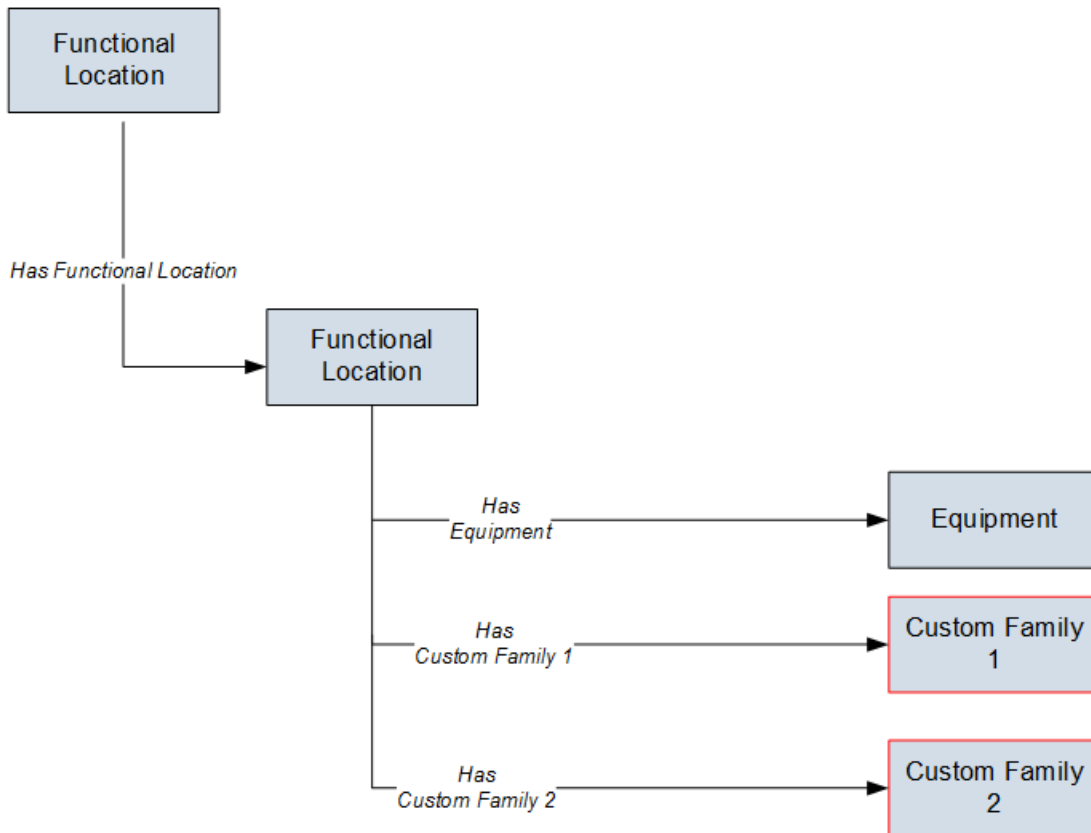 Functional
Location
Has Functional Location
Functional
Location
Has
Equipment
Equipment
Has
Custom Family 1
Custom Family
1
Has
Custom Family 2
Custom Family
2